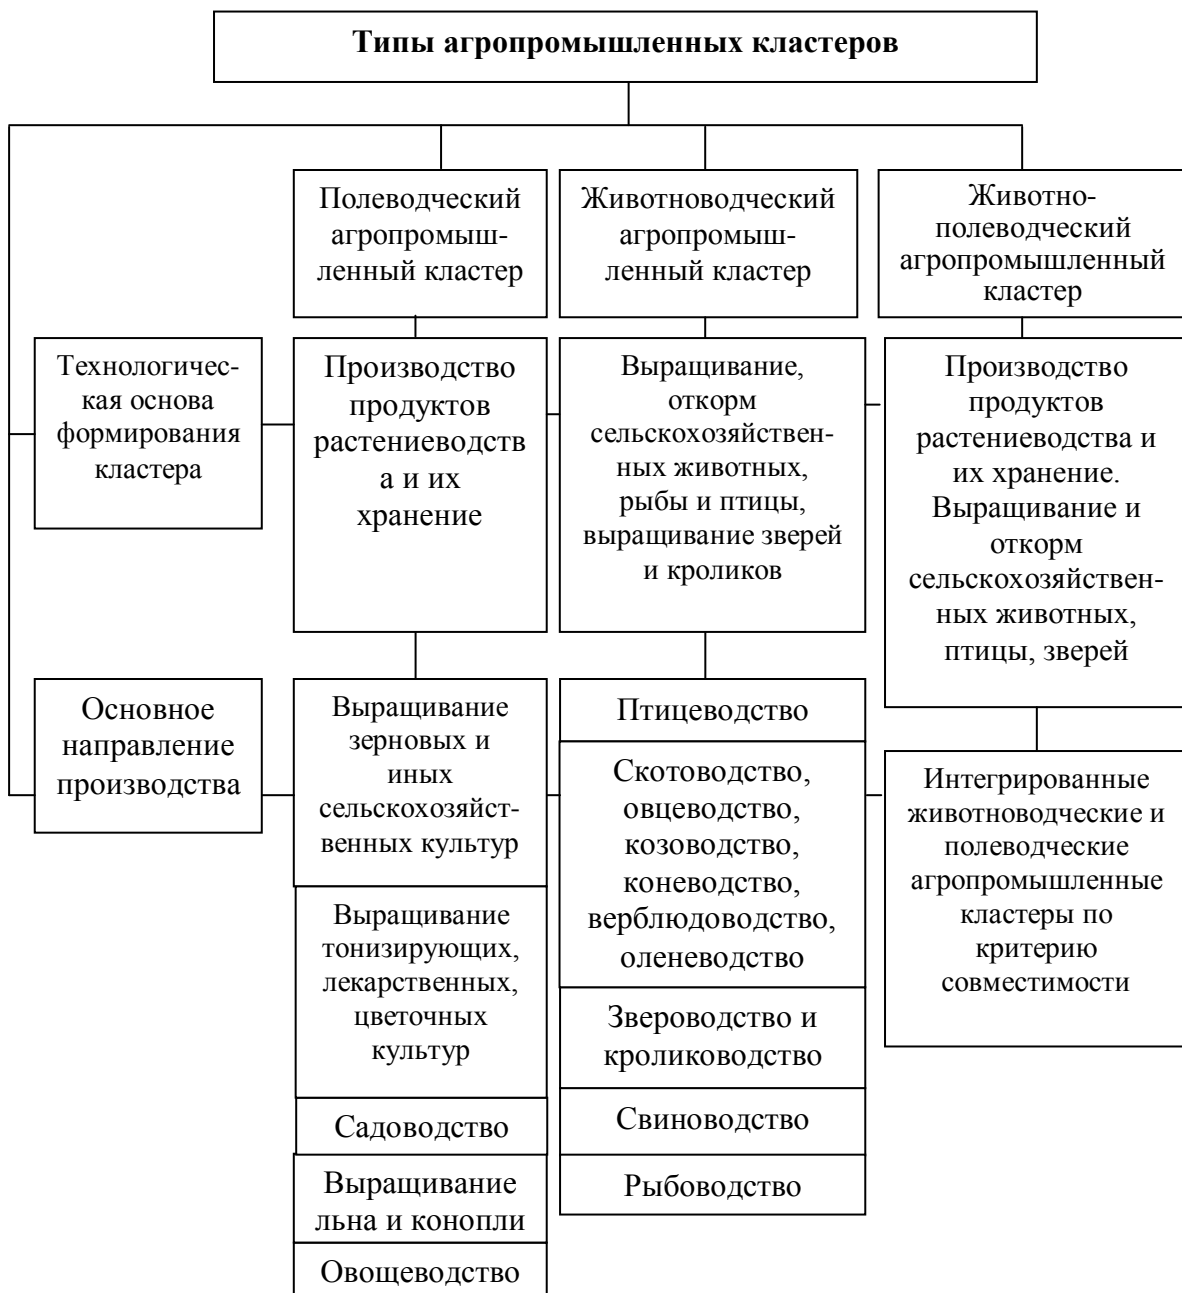 Типы агропромышленных кластеров
Полеводческий
агропромыш-
ленный кластер
Животноводческий
агропромыш-
ленный кластер
Животно-
полеводческий
агропромышленный
кластер
Технологичес-
кая основа
формирования
кластера
Производство
продуктов
растениеводств
а и их
хранение
Выращивание,
откорм
сельскохозяйствен-
ных животных,
рыбы и птицы,
выращивание зверей
и кроликов
Производство
продуктов
растениеводства и
их хранение.
Выращивание и
откорм
сельскохозяйствен-
ных животных,
птицы, зверей
Основное
направление
производства
Выращивание
зерновых и
иных
сельскохозяйст-
венных культур
Выращивание
тонизирующих,
лекарственных,
цветочных
культур
Садоводство
Выращивание
льна и конопли
Овощеводство
Птицеводство
Скотоводство,
овцеводство,
козоводство,
коневодство,
верблюдоводство,
оленеводство
Звероводство и
кролиководство
Свиноводство
Рыбоводство
Интегрированные
животноводческие и
полеводческие
агропромышленные
кластеры по
критерию
совместимости